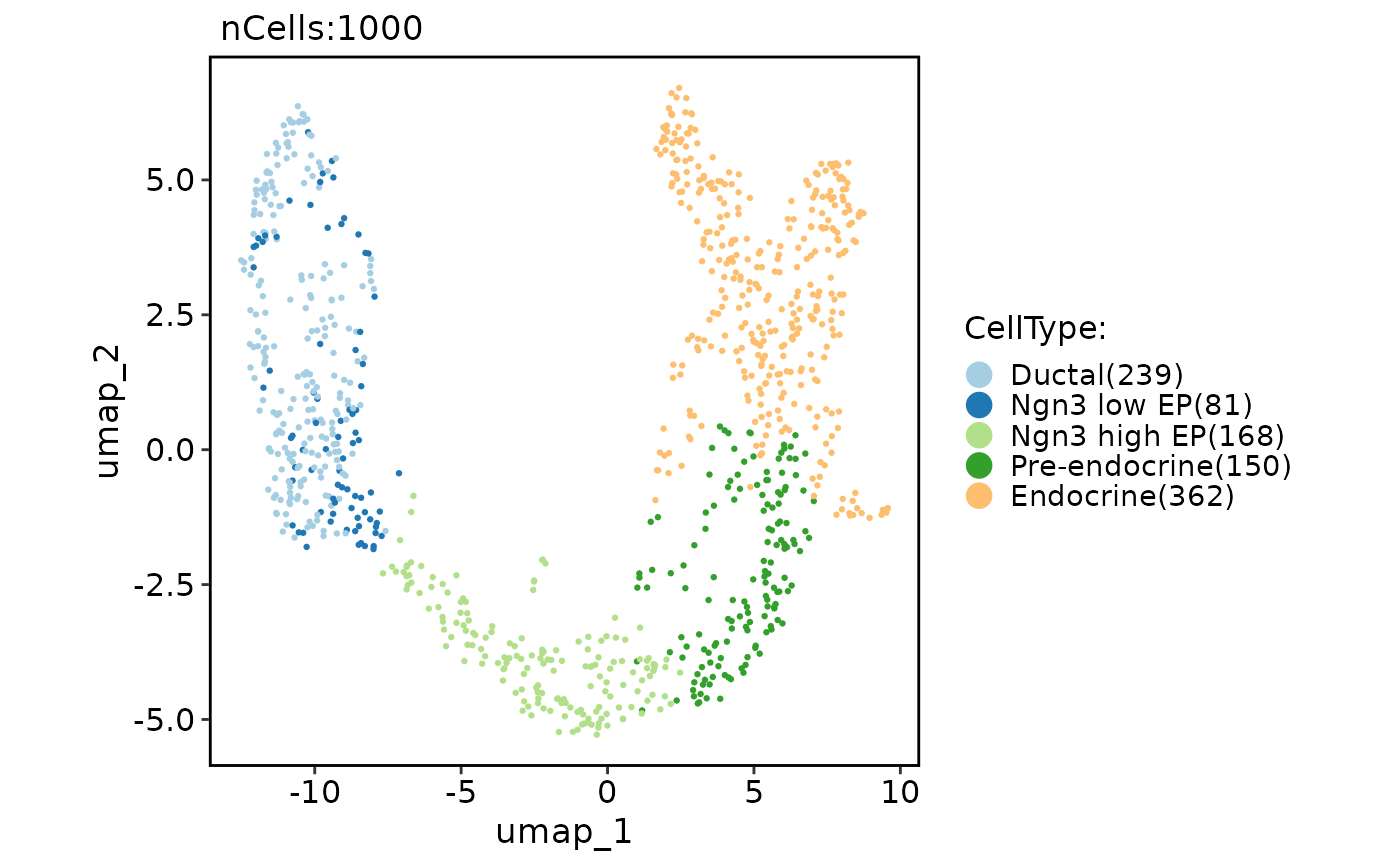 nCells:1000
umap_2
5.0
2.5
0.0
-2.5
-5.0
-10
-5
0
5
10
umap_1
CellType:
Ductal(239)
Ngn3 low EP(81)
Ngn3 high EP(168)
Pre-endocrine(150)
Endocrine(362)